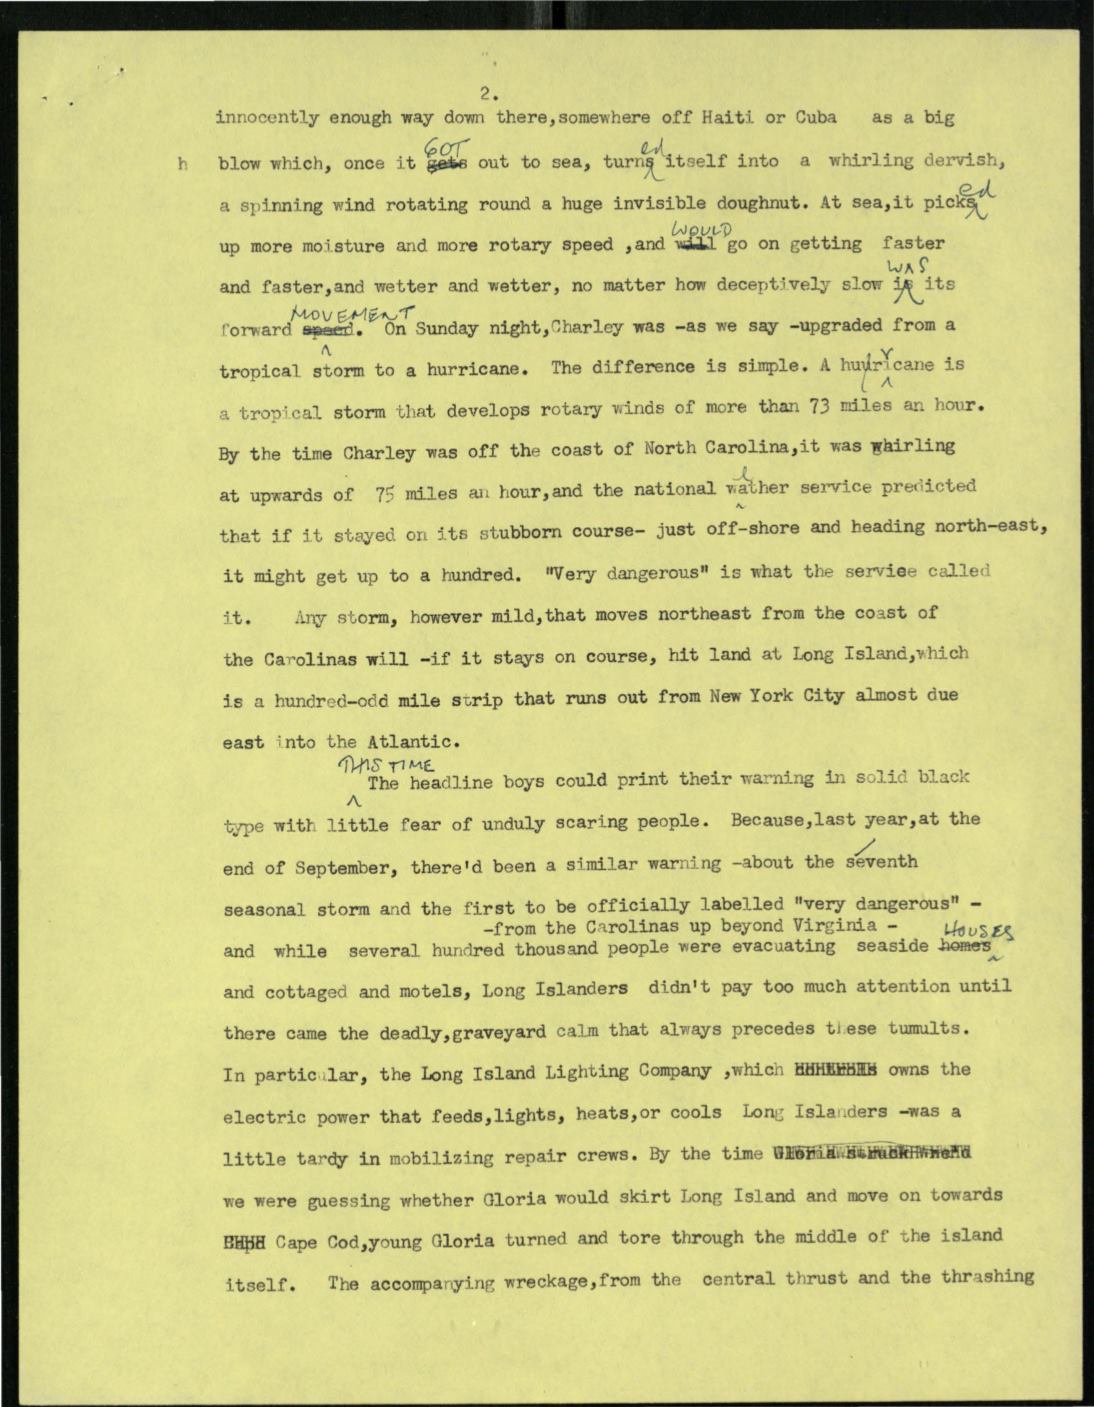 2.
innocently enough way down there,somewhere off Haiti or Cuba as a big
GOT ed
h blow which, once it gets out to sea, turns itself into a whirling dervish,
ed
a spinning wind rotating round a huge invisible doughnut. At sea,it picks
WOULD
up more moisture and more rotary speed ,and will go on getting faster
WAS
and faster,and wetter and wetter, no matter how deceptively slow is its
MOVEMENT
forward speed. On Sunday night,Charley was -as we say -upgraded from a
r
tropical storm to a hurricane. The difference is simple. A huuricane is
a tropical storm that develops rotary winds of more than 73 miles an hour.
By the time Charley was off the coast of North Carolina,it was whirling
e
at upwards of 75 miles an hour,and the national wather service predicted
that if it stayed on its stubborn course- just off-shore and heading north-east,
it might get up to a hundred. "Very dangerous" is what the service called
it. Any storm, however mild,that moves northeast from the coast of
the Carolinas will -if it stays on course, hit land at Long Island,which
is a hundred-odd mile strip that runs out from New York City almost due
east into the Atlantic.
THIS TIME
The headline boys could print their warning in solid black
type with little fear of unduly scaring people. Because,last year,at the
end of September, there'd been a similar warning -about the seventh
seasonal storm and the first to be officially labelled "very dangerous" -
-from the Carolinas up beyond Virginia - HOUSES
and while several hundred thousand people were evacuating seaside homes
and cottaged and motels, Long Islanders didn't pay too much attention until
there came the deadly,graveyard calm that always precedes these tumults.
In particular, the Long Island Lighting Company ,which owns the
electric power that feeds,lights, heats,or cools Long Islanders -was a
little tardy in mobilizing repair crews. By the time Gloria struck
we were guessing whether Gloria would skirt Long Island and move on towards
Cape Cod,young Gloria turned and tore through the middle of the island
itself. The accompanying wreckage,from the central thrust and the thrashing